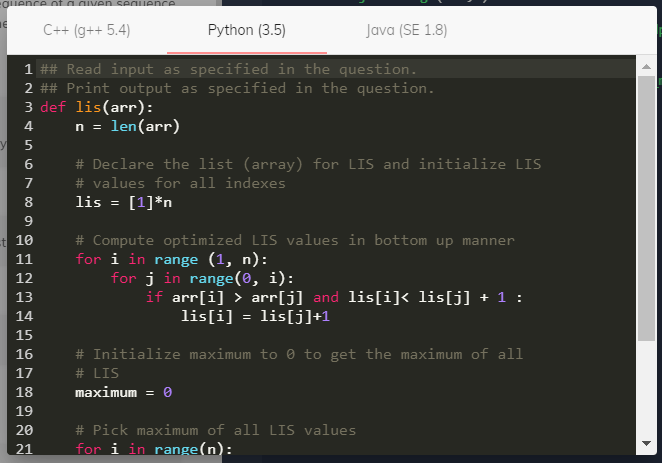 equence of a given sequence
C++ (g++ 5.4) Python (3.5) Java (SE 1.8)
1 ## Read input as specified in the question.
2 ## Print output as specified in the question.
3 def lis(arr):
4     n = len(arr)
5
6     # Declare the list (array) for LIS and initialize LIS
7     # values for all indexes
8     lis = [1]*n
9
10     # Compute optimized LIS values in bottom up manner
11     for i in range (1, n):
12         for j in range(0, i):
13             if arr[i] > arr[j] and lis[i]< lis[j] + 1 :
14                 lis[i] = lis[j]+1
15
16     # Initialize maximum to 0 to get the maximum of all
17     # LIS
18     maximum = 0
19
20     # Pick maximum of all LIS values
21     for i in range(n):